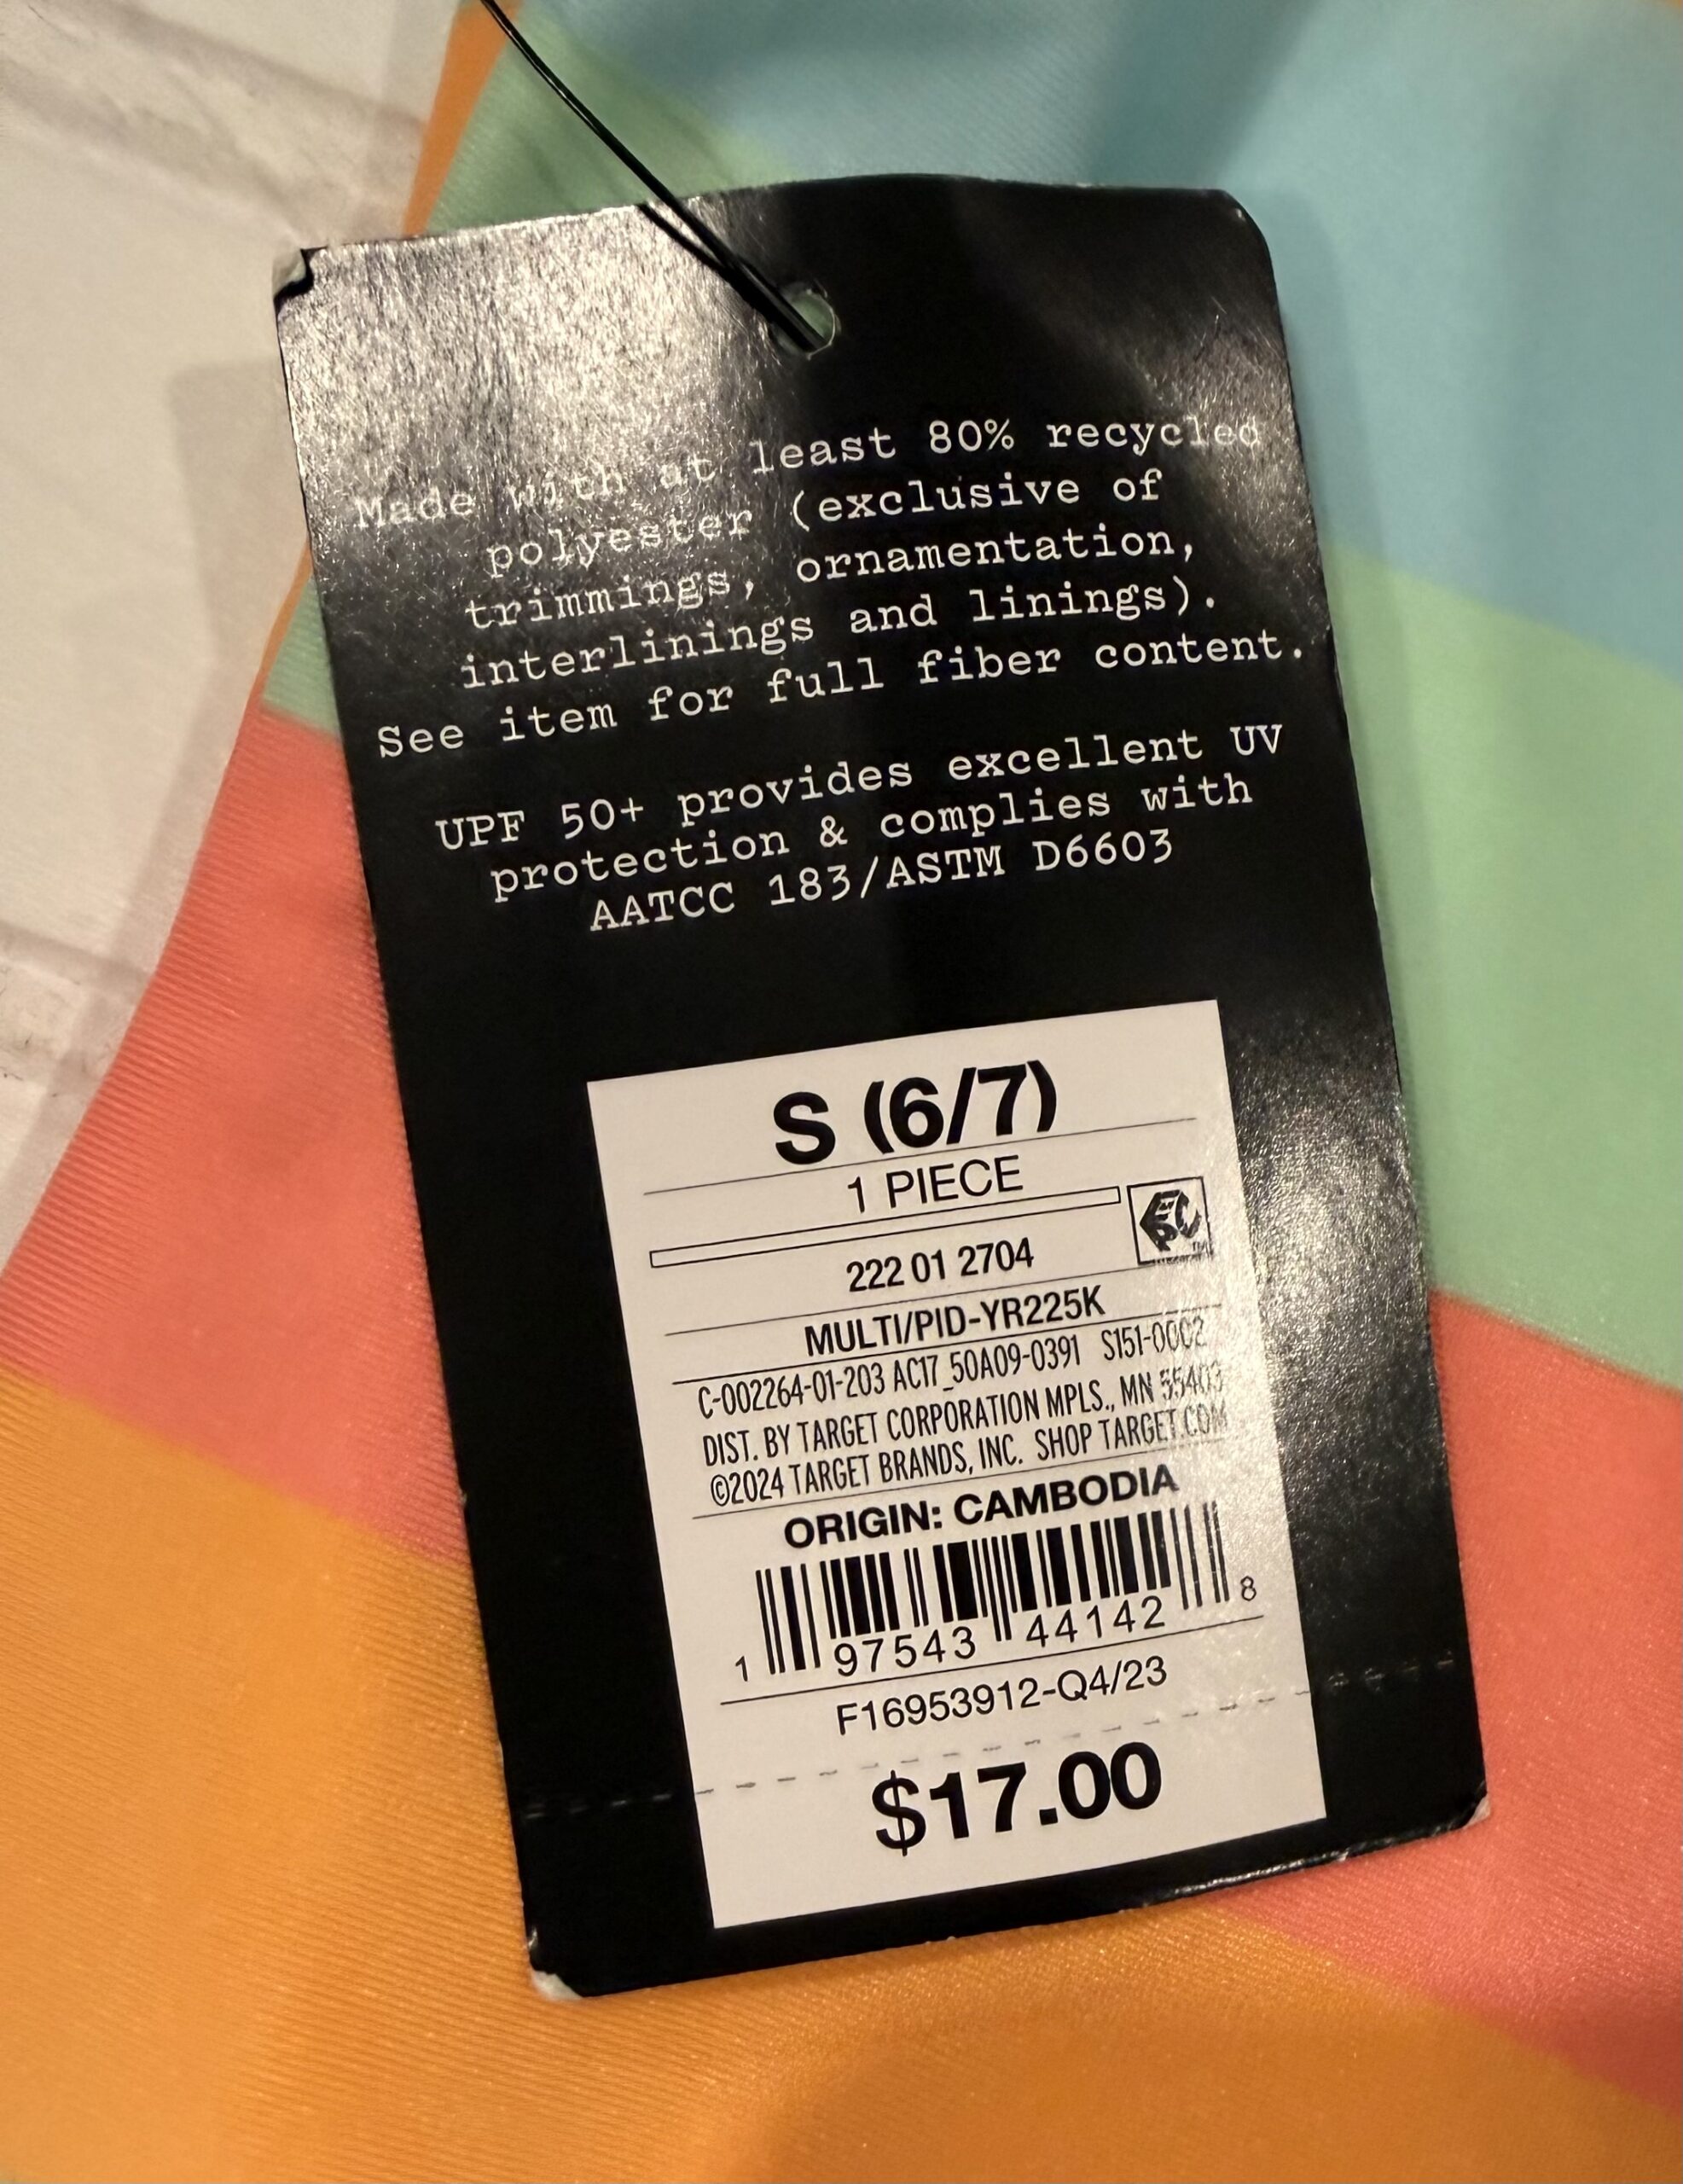 Made with at least 80% recycled
polyester (exclusive of
trimmings, ornamentation,
interlinings and linings).
See item for full fiber content.
UPF 50+ provides excellent UV
protection & complies with
AATCC 183/ASTM D6603
S (6/7)
1 PIECE
EPC
TM
222 01 2704
MULTI/PID-YR225K
C-002264-01-203 AC17_50A09-0391 S151-0002
DIST. BY TARGET CORPORATION MPLS., MN 55403
©2024 TARGET BRANDS, INC. SHOP TARGET.COM
ORIGIN: CAMBODIA
1 97543 44142 8
F16953912-Q4/23
$17.00